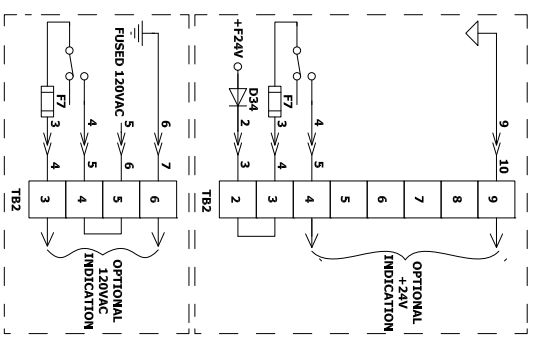 FUSED 120VAC
F7
3
4
5
6
4
5
6
7
TB2
3
4
5
6
OPTIONAL
120VAC
INDICATION
+F24V
D34
F7
2
3
4
9
3
4
5
10
TB2
2
3
4
5
6
7
8
9
OPTIONAL
+24V
INDICATION